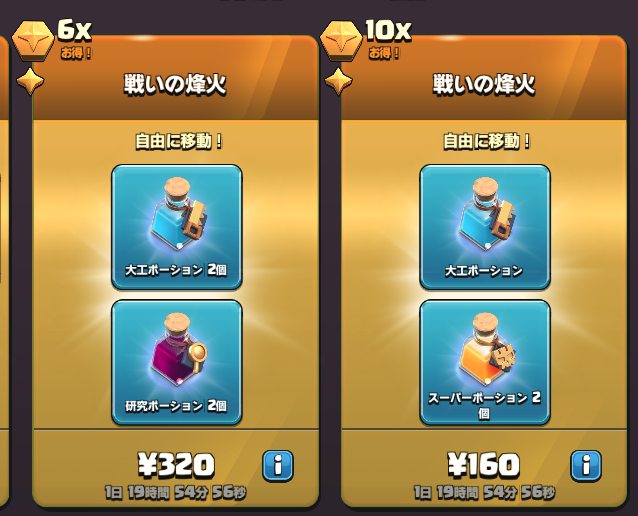 6x
お得！
戦いの烽火
自由に移動！
大工ポーション 2個
研究ポーション 2個
¥320
1日 19時間 54分 56秒
10x
お得！
戦いの烽火
自由に移動！
大工ポーション
スーパーポーション 2
個
¥160
1日 19時間 54分 56秒